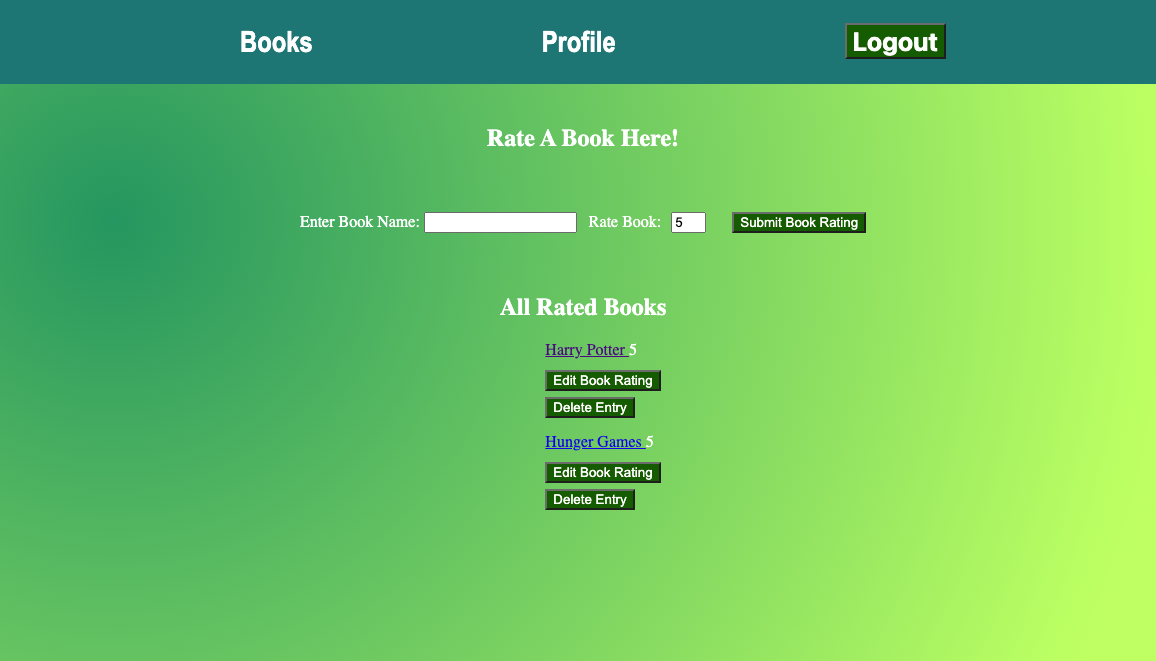 Books Profile Logout
Rate A Book Here!
Enter Book Name: Rate Book: 5 Submit Book Rating
All Rated Books
Harry Potter 5
Edit Book Rating
Delete Entry
Hunger Games 5
Edit Book Rating
Delete Entry